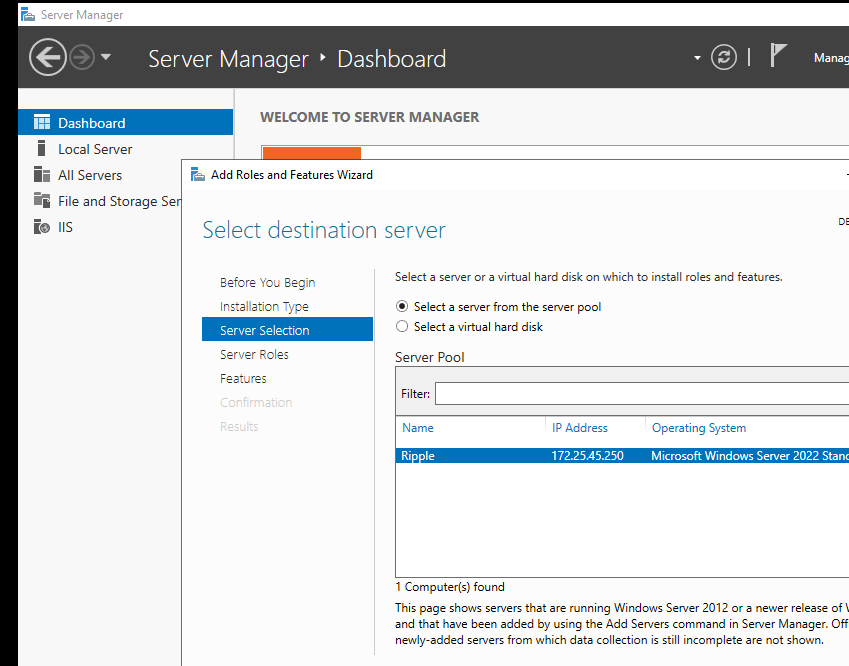 Server Manager
Server Manager ‣ Dashboard
Manag
Dashboard
Local Server
All Servers
File and Storage Ser
IIS
WELCOME TO SERVER MANAGER
Add Roles and Features Wizard
Select destination server
DE
Before You Begin
Installation Type
Server Selection
Server Roles
Features
Confirmation
Results
Select a server or a virtual hard disk on which to install roles and features.
Select a server from the server pool
Select a virtual hard disk
Server Pool
Filter:
Name IP Address Operating System
Ripple 172.25.45.250 Microsoft Windows Server 2022 Stand
1 Computer(s) found
This page shows servers that are running Windows Server 2012 or a newer release of W
and that have been added by using the Add Servers command in Server Manager. Off
newly-added servers from which data collection is still incomplete are not shown.